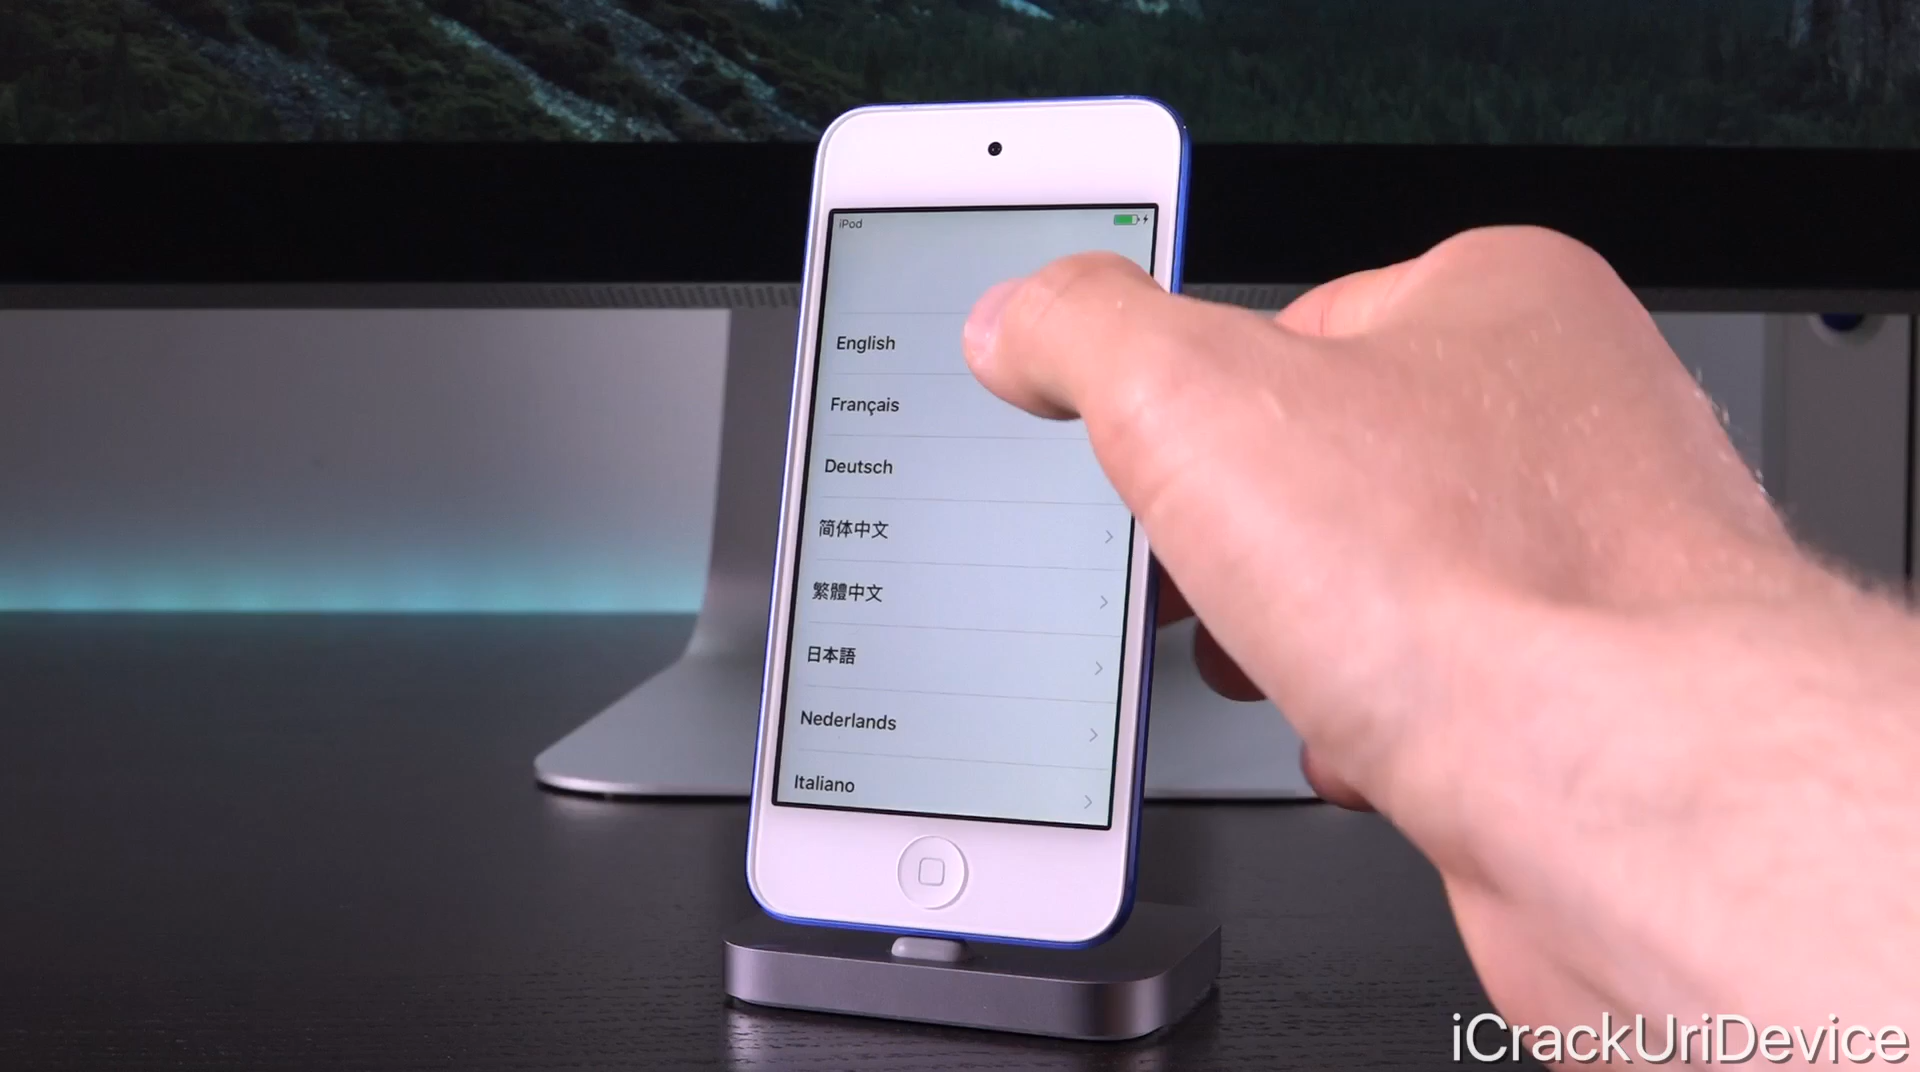 iPod
English
Français
Deutsch
简体中文
繁體中文
日本語
Nederlands
Italiano
iCrackUriDevice